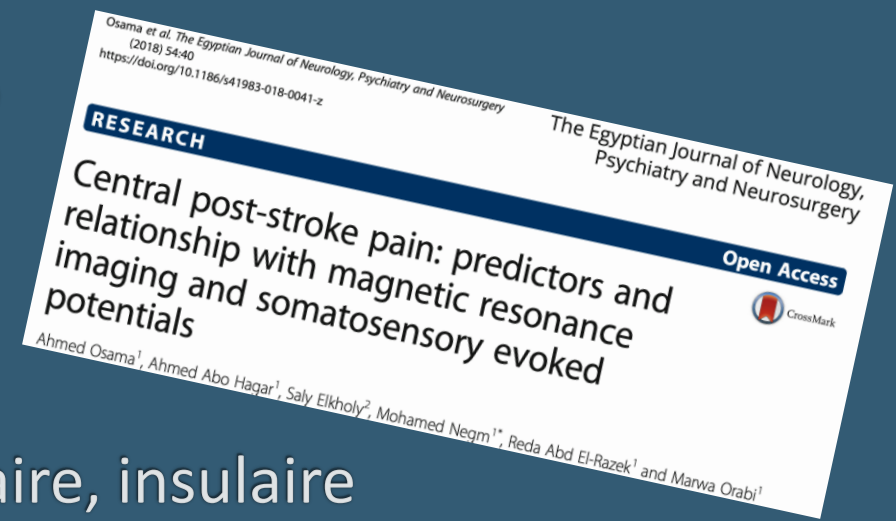 Osama et al. The Egyptian Journal of Neurology, Psychiatry and Neurosurgery
(2018) 54:40
https://doi.org/10.1186/s41983-018-0041-z
The Egyptian Journal of Neurology,
Psychiatry and Neurosurgery
RESEARCH
Open Access
Central post-stroke pain: predictors and
relationship with magnetic resonance
imaging and somatosensory evoked
potentials
CrossMark
Ahmed Osama¹, Ahmed Abo Hagar¹, Saly Elkholy², Mohamed Negm¹*, Reda Abd El-Razek¹ and Marwa Orabi¹
aire, insulaire